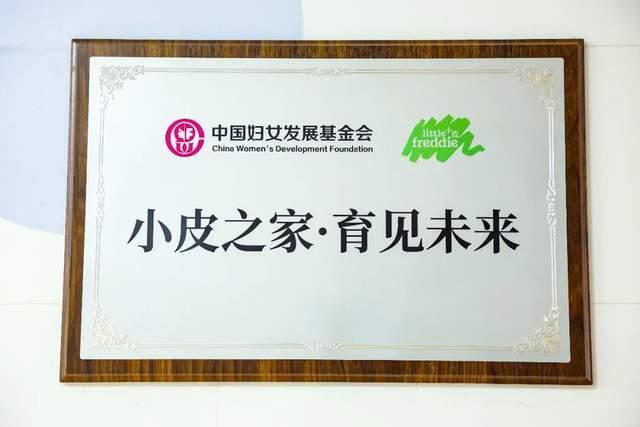 中国妇女发展基金会
China Women's Development Foundation
little 小皮
freddie
小皮之家·育见未来